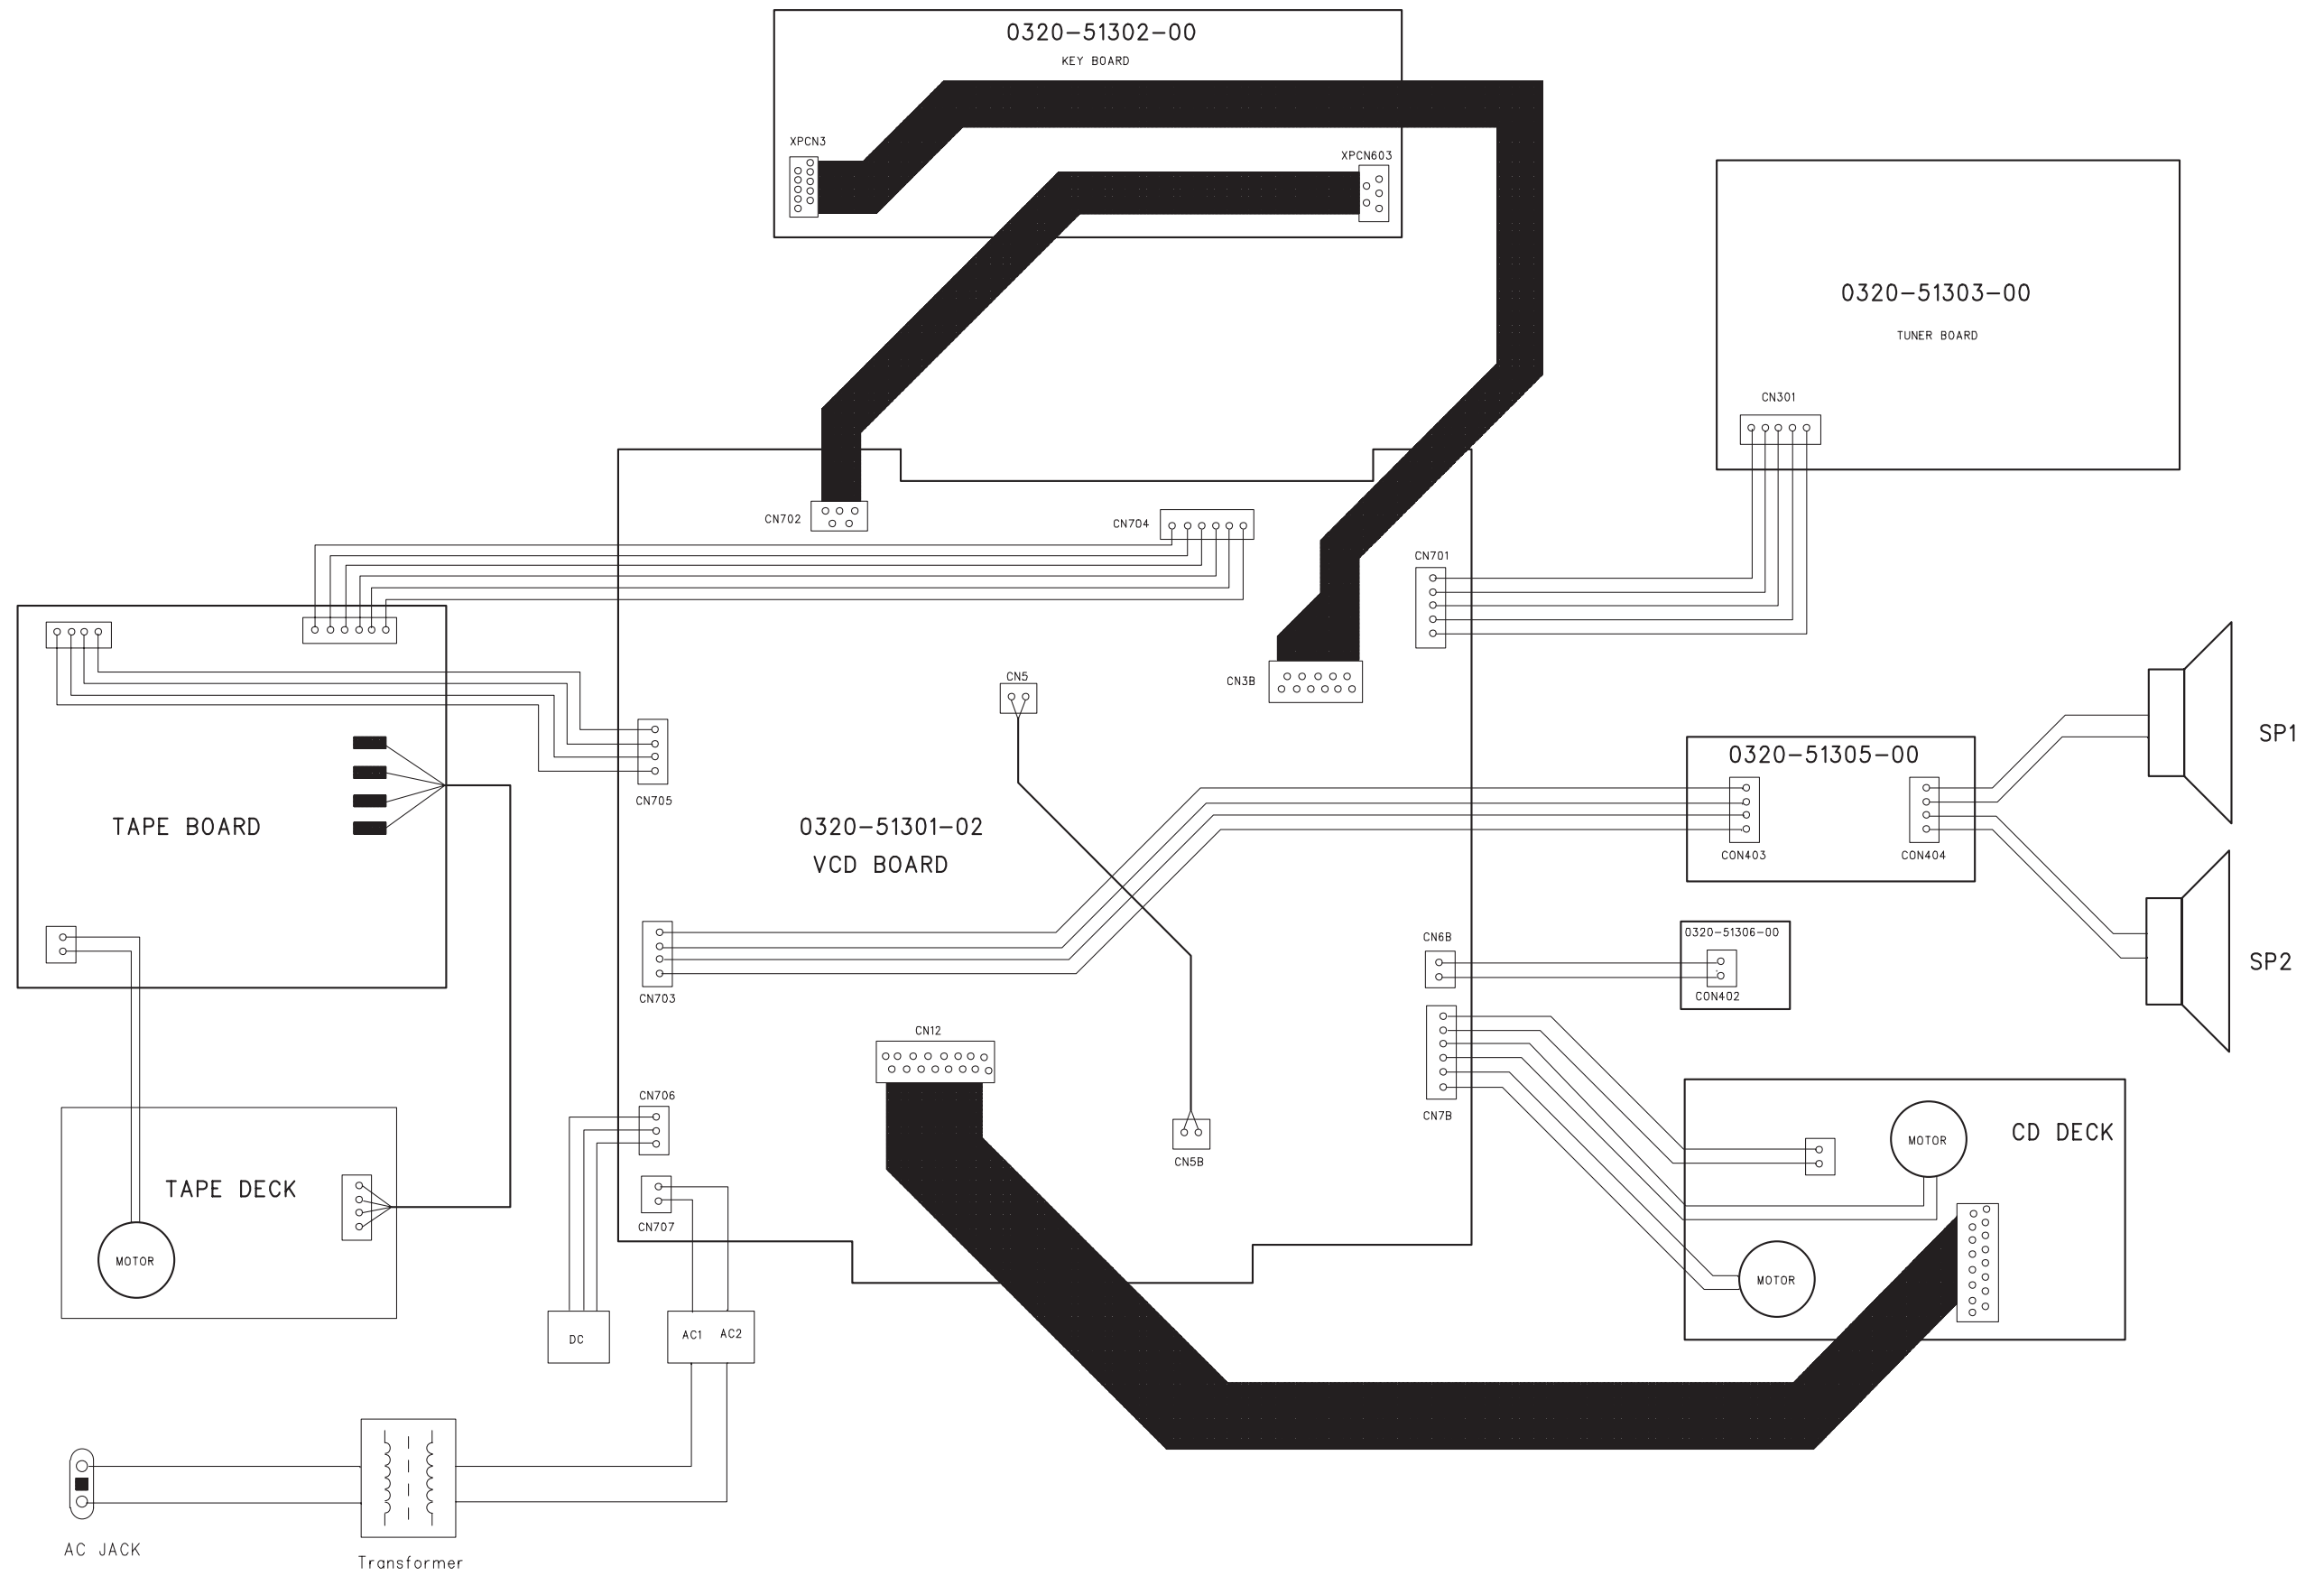 0320-51302-00
KEY BOARD
XPCN3
XPCN603
0320-51303-00
TUNER BOARD
CN301
CN702
CN704
CN701
CN5
CN3B
SP1
0320-51305-00
CN705
TAPE BOARD
0320-51301-02
VCD BOARD
CON403
CON404
0320-51306-00
CN6B
SP2
CN703
CON402
CN12
CN706
CN7B
MOTOR
CD DECK
CN5B
TAPE DECK
CN707
MOTOR
MOTOR
DC
AC1
AC2
AC JACK
Transformer